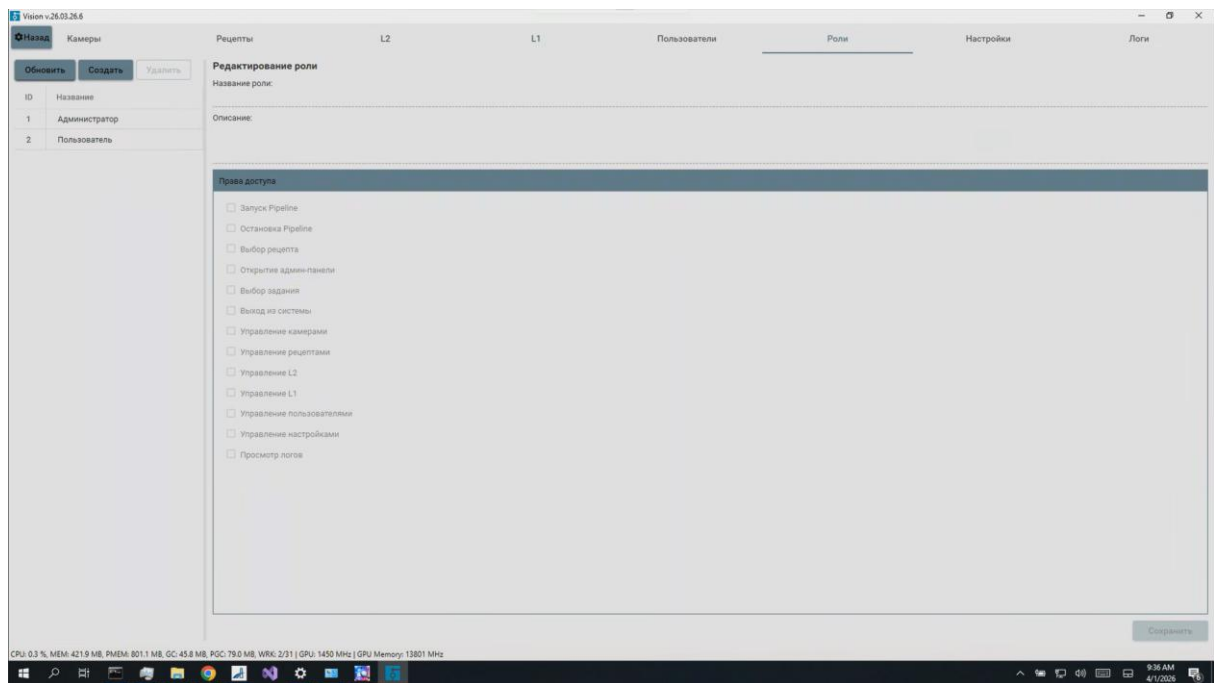 Vision v.26.03.26.6
Назад Камеры Рецепты L2 L1 Пользователи Роли Настройки Логи
Обновить Создать Удалить
ID Название
1 Администратор
2 Пользователь
Редактирование роли
Название роли:
Описание:
Права доступа
Запуск Pipeline
Остановка Pipeline
Выбор рецепта
Открытие админ-панели
Выбор задания
Выход из системы
Управление камерами
Управление рецептами
Управление L2
Управление L1
Управление пользователями
Управление настройками
Просмотр логов
Сохранить
CPU: 0.3 %, MEM: 421.9 MB, PMEM: 801.1 MB, GC: 45.8 MB, PGC: 79.0 MB, WRK: 2/31 | GPU: 1450 MHz | GPU Memory: 13801 MHz
9:36 AM
4/1/2026